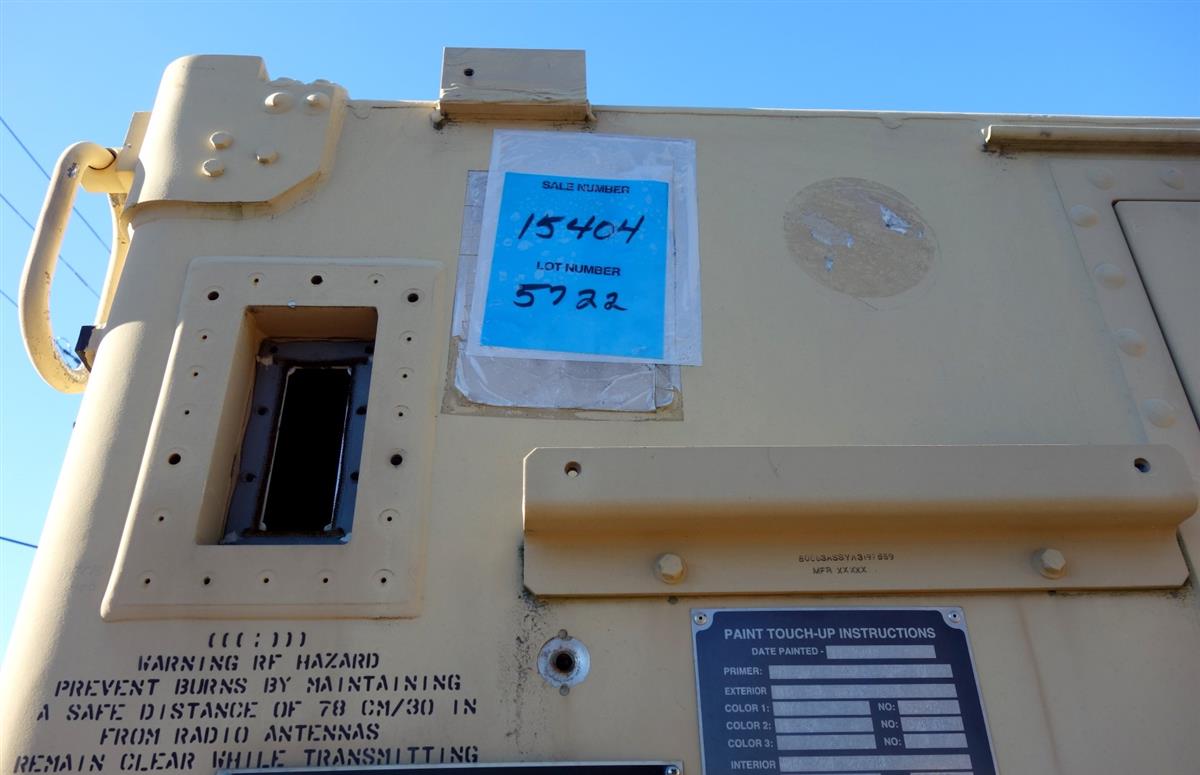 SALE NUMBER
15404
LOT NUMBER
5722
80063ASSYA3197669
MFR XXXXX
(((;)))
WARNING RF HAZARD
PREVENT BURNS BY MAINTAINING
A SAFE DISTANCE OF 78 CM/30 IN
FROM RADIO ANTENNAS
REMAIN CLEAR WHILE TRANSMITTING
PAINT TOUCH-UP INSTRUCTIONS
DATE PAINTED -
PRIMER:
EXTERIOR
COLOR 1: NO:
COLOR 2: NO:
COLOR 3: NO:
INTERIOR